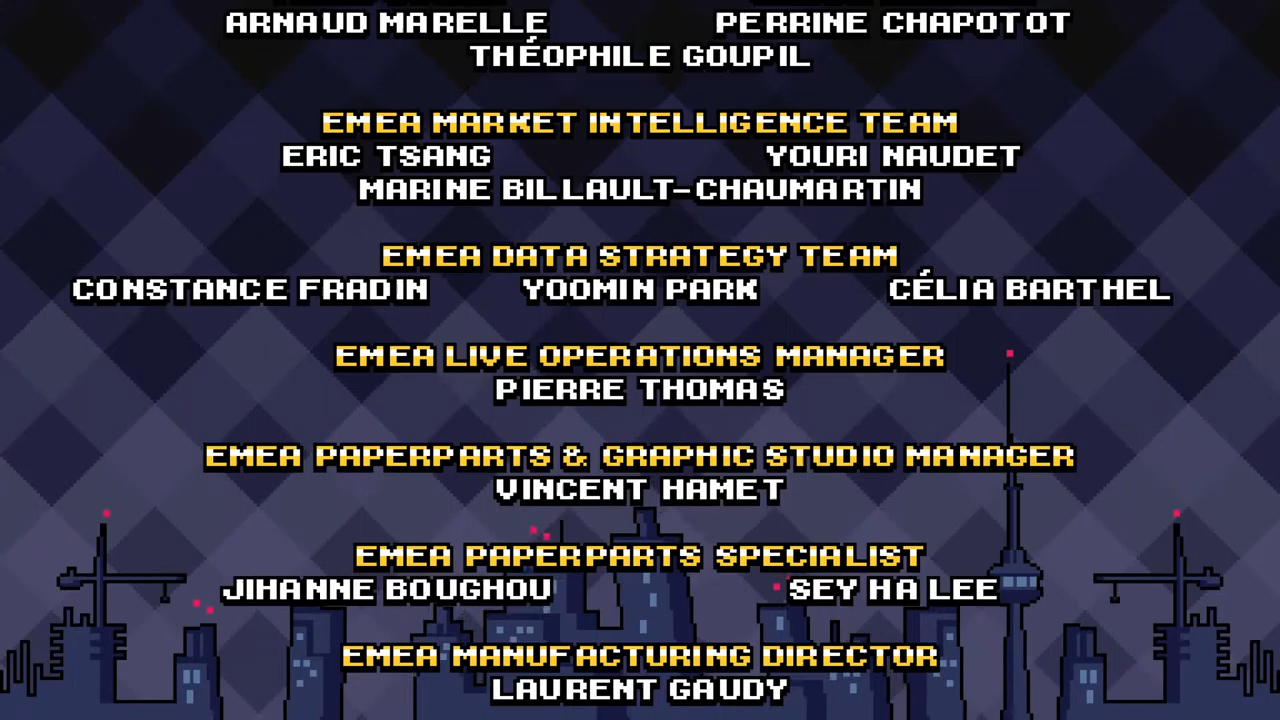 ARNAUD MARELLE PERRINE CHAPOTOT
THÉOPHILE GOUPIL
EMEA MARKET INTELLIGENCE TEAM
ERIC TSANG YOURI NAUDET
MARINE BILLAULT-CHAUMARTIN
EMEA DATA STRATEGY TEAM
CONSTANCE FRADIN YOOMIN PARK CÉLIA BARTHEL
EMEA LIVE OPERATIONS MANAGER
PIERRE THOMAS
EMEA PAPERPARTS & GRAPHIC STUDIO MANAGER
VINCENT HAMET
EMEA PAPERPARTS SPECIALIST
JIHANNE BOUGHOU SEY HA LEE
EMEA MANUFACTURING DIRECTOR
LAURENT GAUDY